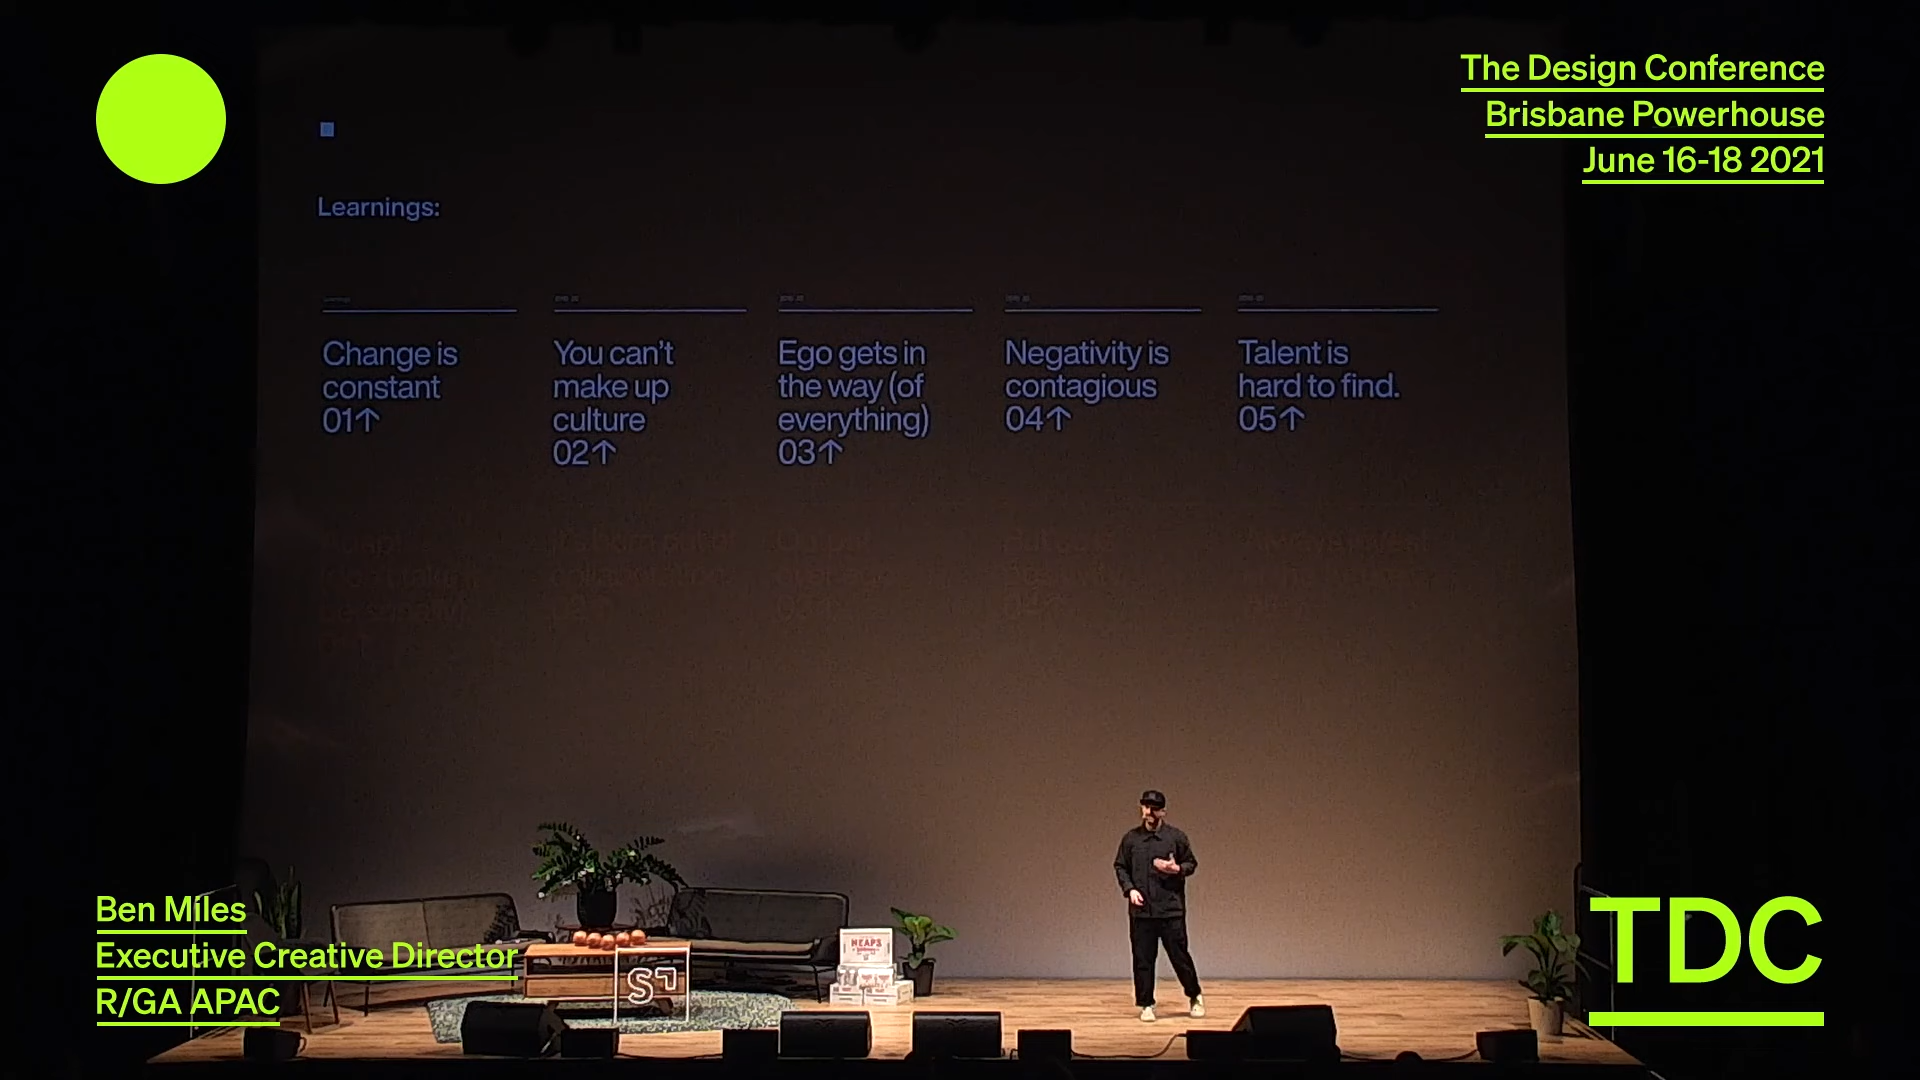 The Design Conference
Brisbane Powerhouse
June 16-18 2021
Learnings:
Change is
constant
01↑
You can't
make up
culture
02↑
Ego gets in
the way (of
everything)
03↑
Negativity is
contagious
04↑
Talent is
hard to find.
05↑
HEAPS
Ben Miles
Executive Creative Director
R/GA APAC
TDC